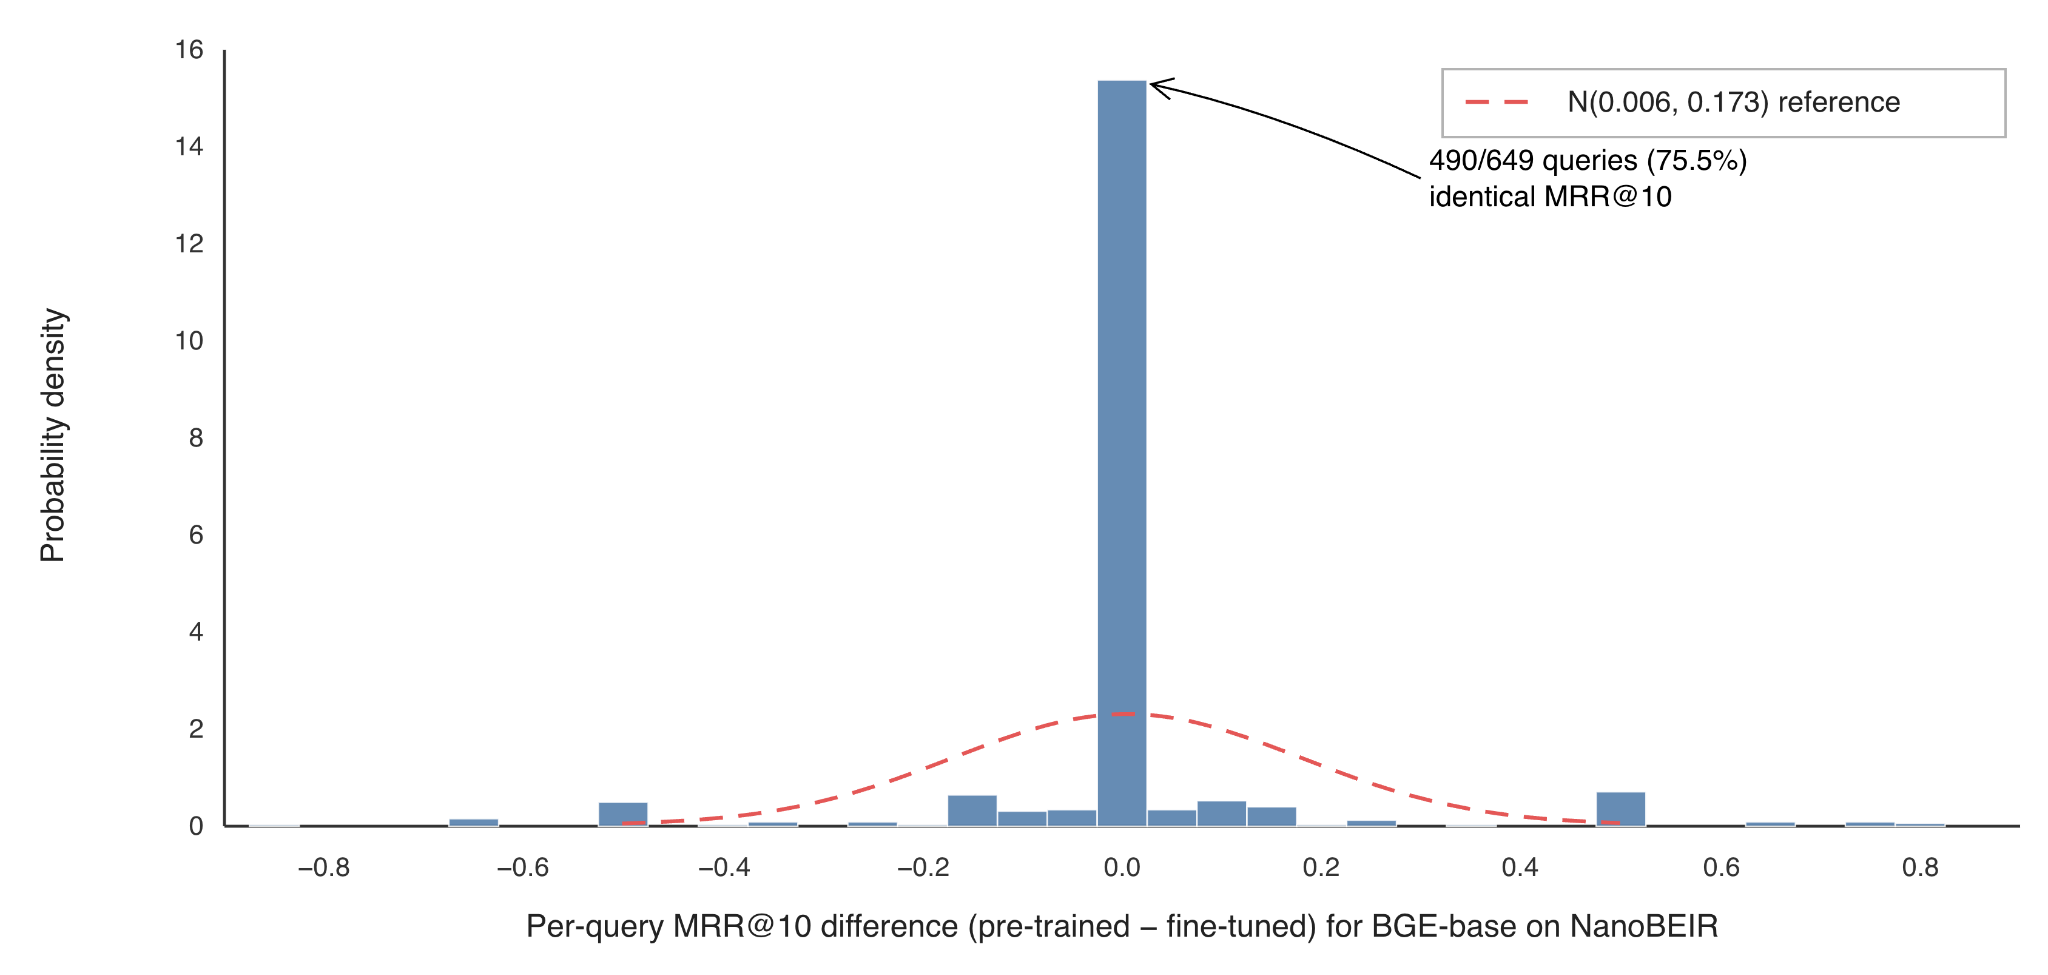 16
14
12
10
8
6
4
2
0
Probability density
N(0.006, 0.173) reference
490/649 queries (75.5%)
identical MRR@10
−0.8 −0.6 −0.4 −0.2 0.0 0.2 0.4 0.6 0.8
Per-query MRR@10 difference (pre-trained − fine-tuned) for BGE-base on NanoBEIR